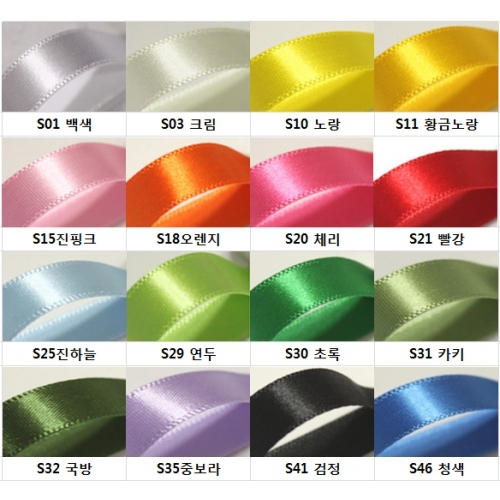 S01 백색
S03 크림
S10 노랑
S11 황금노랑
S15진핑크
S18오렌지
S20 체리
S21 빨강
S25진하늘
S29 연두
S30 초록
S31 카키
S32 국방
S35중보라
S41 검정
S46 청색